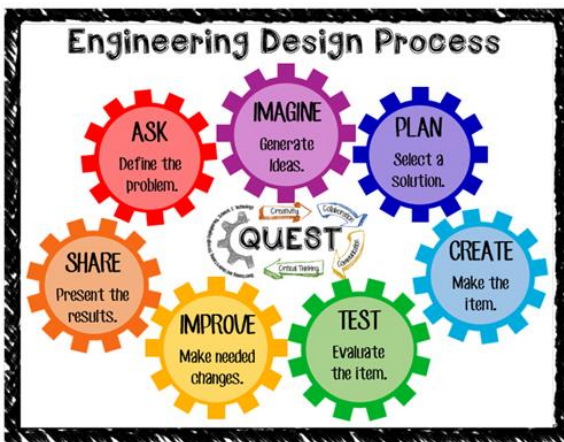 Engineering Design Process
ASK
Define the
problem.
IMAGINE
Generate
Ideas.
PLAN
Select a
solution.
CREATE
Make the
item.
TEST
Evaluate
the item.
IMPROVE
Make needed
changes.
SHARE
Present the
results.
Creativity
Collaboration
QUEST
Communication
Critical Thinking